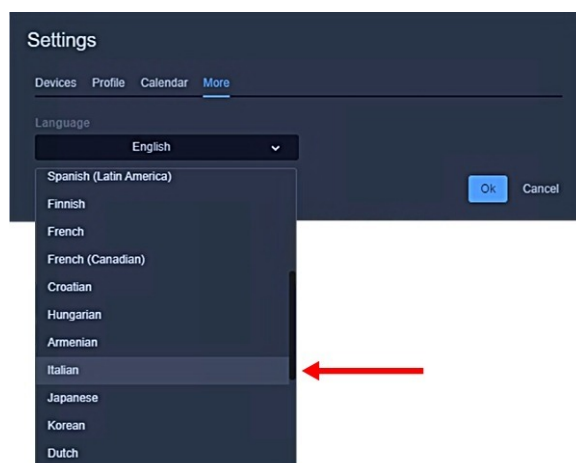 Settings
Devices Profile Calendar More
Language
English
Spanish (Latin America)
Finnish
French
French (Canadian)
Croatian
Hungarian
Armenian
Italian
Japanese
Korean
Dutch
Ok Cancel